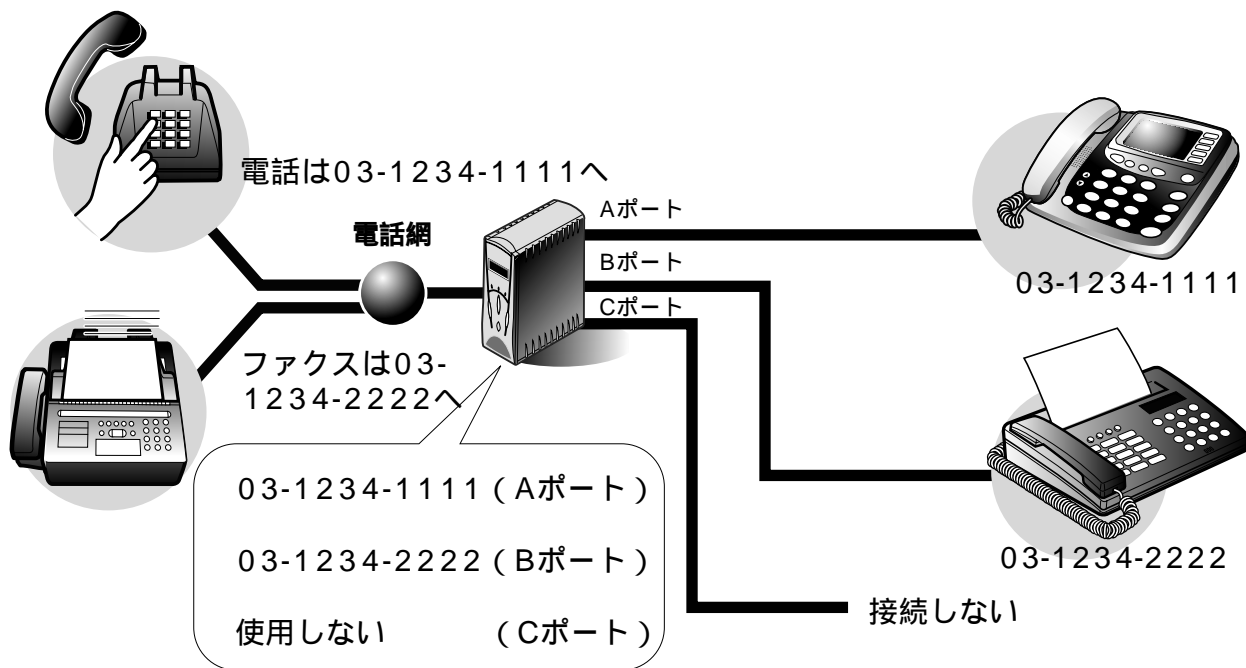 電話は03-1234-1111へ
電話網
Aポート
Bポート
Cポート
03-1234-1111
ファクスは03-
1234-2222へ
03-1234-1111(Aポート)
03-1234-2222(Bポート)
使用しない (Cポート)
03-1234-2222
接続しない